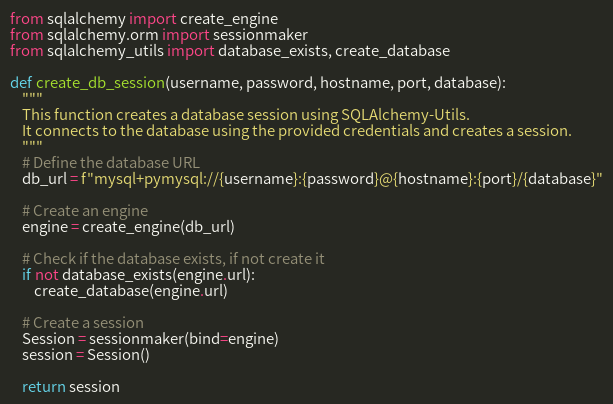 from sqlalchemy import create_engine
from sqlalchemy.orm import sessionmaker
from sqlalchemy_utils import database_exists, create_database

def create_db_session(username, password, hostname, port, database):
    """
    This function creates a database session using SQLAlchemy-Utils.
    It connects to the database using the provided credentials and creates a session.
    """
    # Define the database URL
    db_url = f"mysql+pymysql://{username}:{password}@{hostname}:{port}/{database}"

    # Create an engine
    engine = create_engine(db_url)

    # Check if the database exists, if not create it
    if not database_exists(engine.url):
        create_database(engine.url)

    # Create a session
    Session = sessionmaker(bind=engine)
    session = Session()

    return session